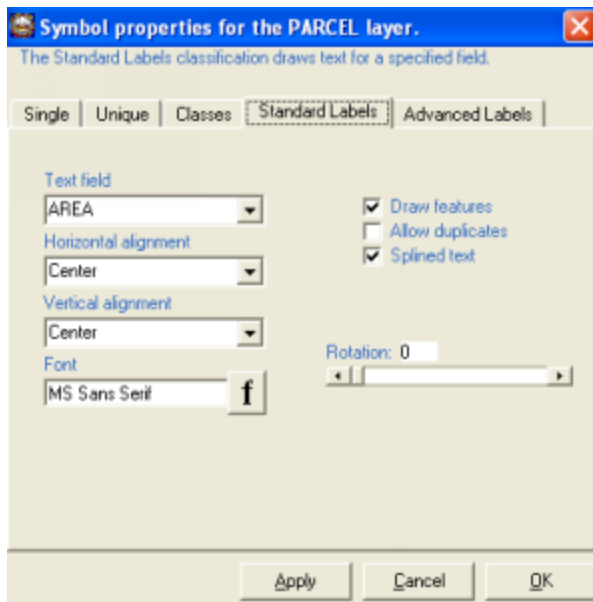 Symbol properties for the PARCEL layer.
The Standard Labels classification draws text for a specified field.
Single Unique Classes Standard Labels Advanced Labels
Text field
AREA
Horizontal alignment
Center
Vertical alignment
Center
Font
MS Sans Serif f
Draw features
Allow duplicates
Splined text
Rotation: 0
Apply Cancel OK